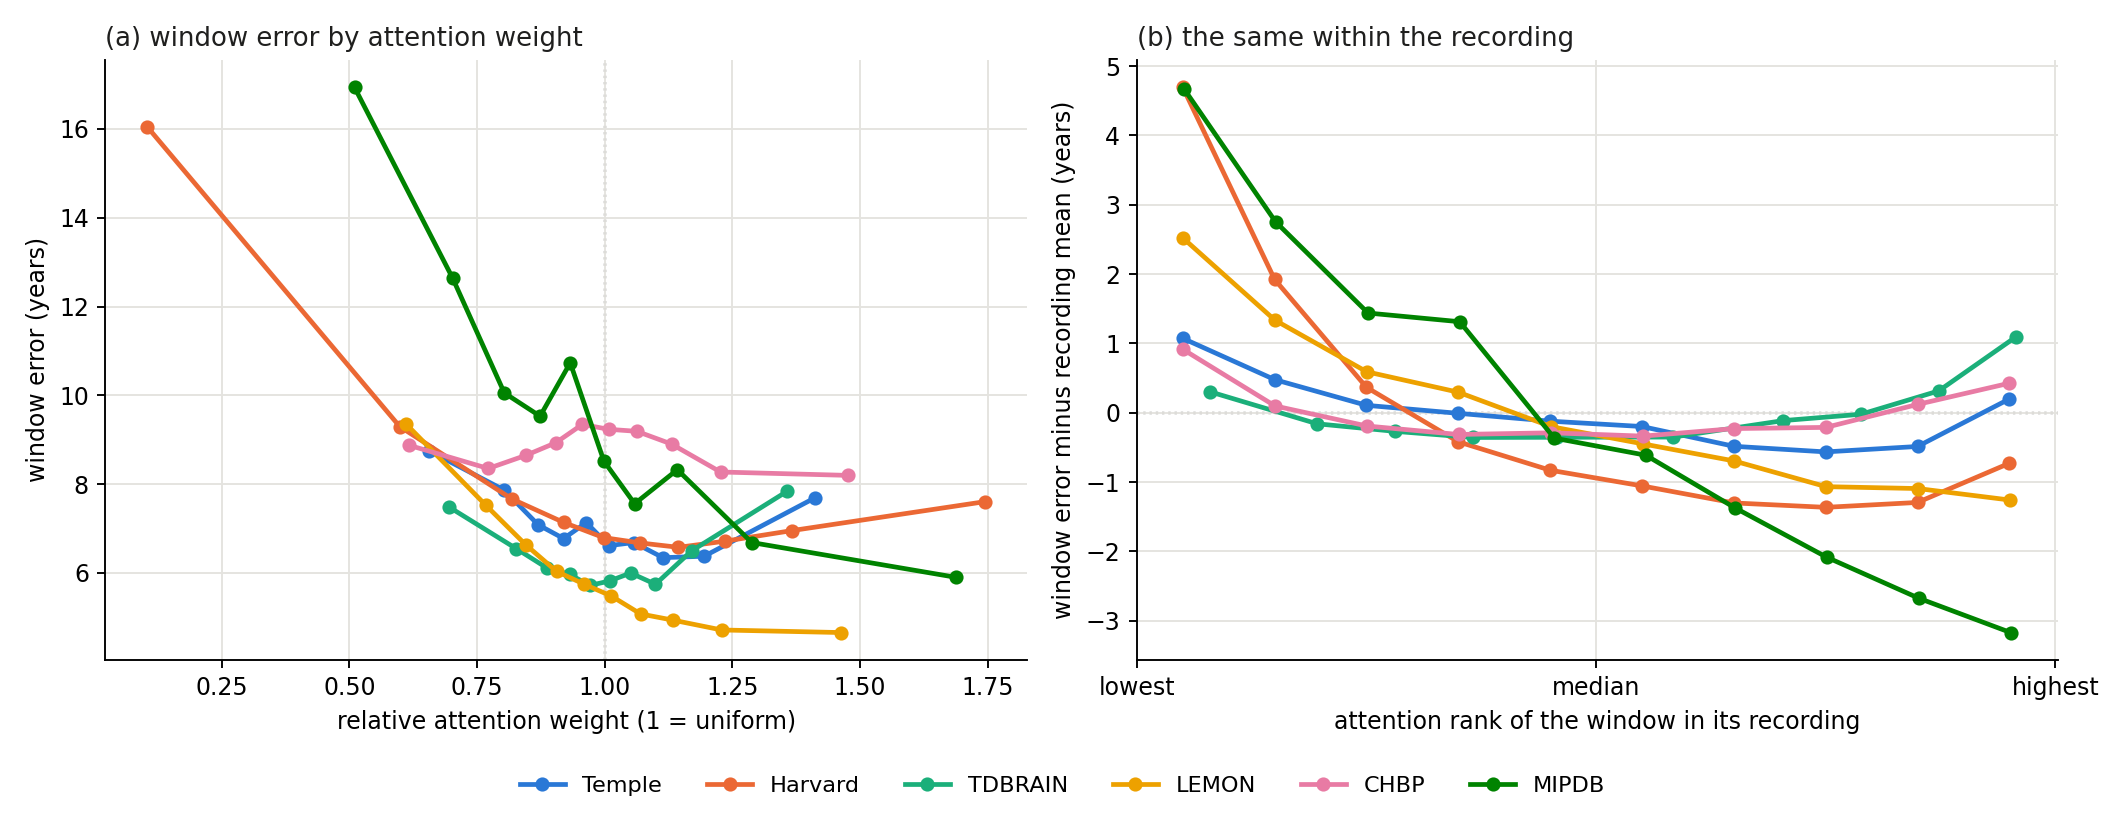 (a) window error by attention weight
window error (years)
16
14
12
10
8
6
0.25 0.50 0.75 1.00 1.25 1.50 1.75
relative attention weight (1 = uniform)
(b) the same within the recording
window error minus recording mean (years)
5
4
3
2
1
0
−1
−2
−3
lowest median highest
attention rank of the window in its recording
Temple Harvard TDBRAIN LEMON CHBP MIPDB